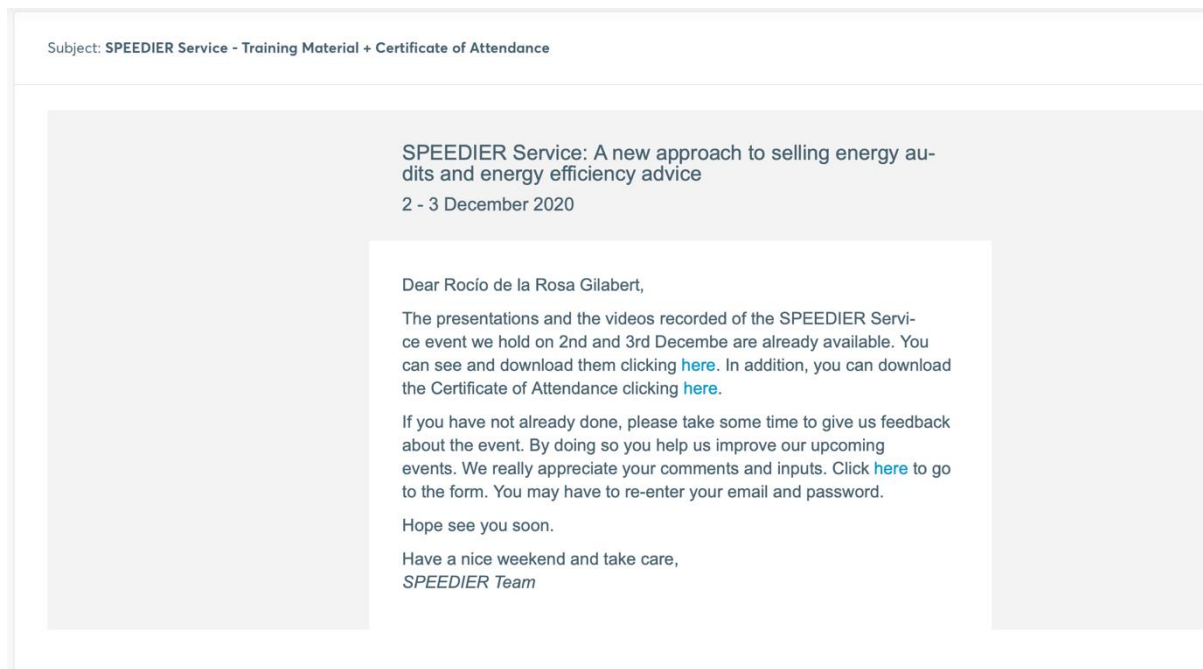 Subject: SPEEDIER Service - Training Material + Certificate of Attendance
SPEEDIER Service: A new approach to selling energy au-
dits and energy efficiency advice
2 - 3 December 2020
Dear Rocío de la Rosa Gilabert,
The presentations and the videos recorded of the SPEEDIER Servi-
ce event we hold on 2nd and 3rd Decembe are already available. You
can see and download them clicking here. In addition, you can download
the Certificate of Attendance clicking here.
If you have not already done, please take some time to give us feedback
about the event. By doing so you help us improve our upcoming
events. We really appreciate your comments and inputs. Click here to go
to the form. You may have to re-enter your email and password.
Hope see you soon.
Have a nice weekend and take care,
SPEEDIER Team